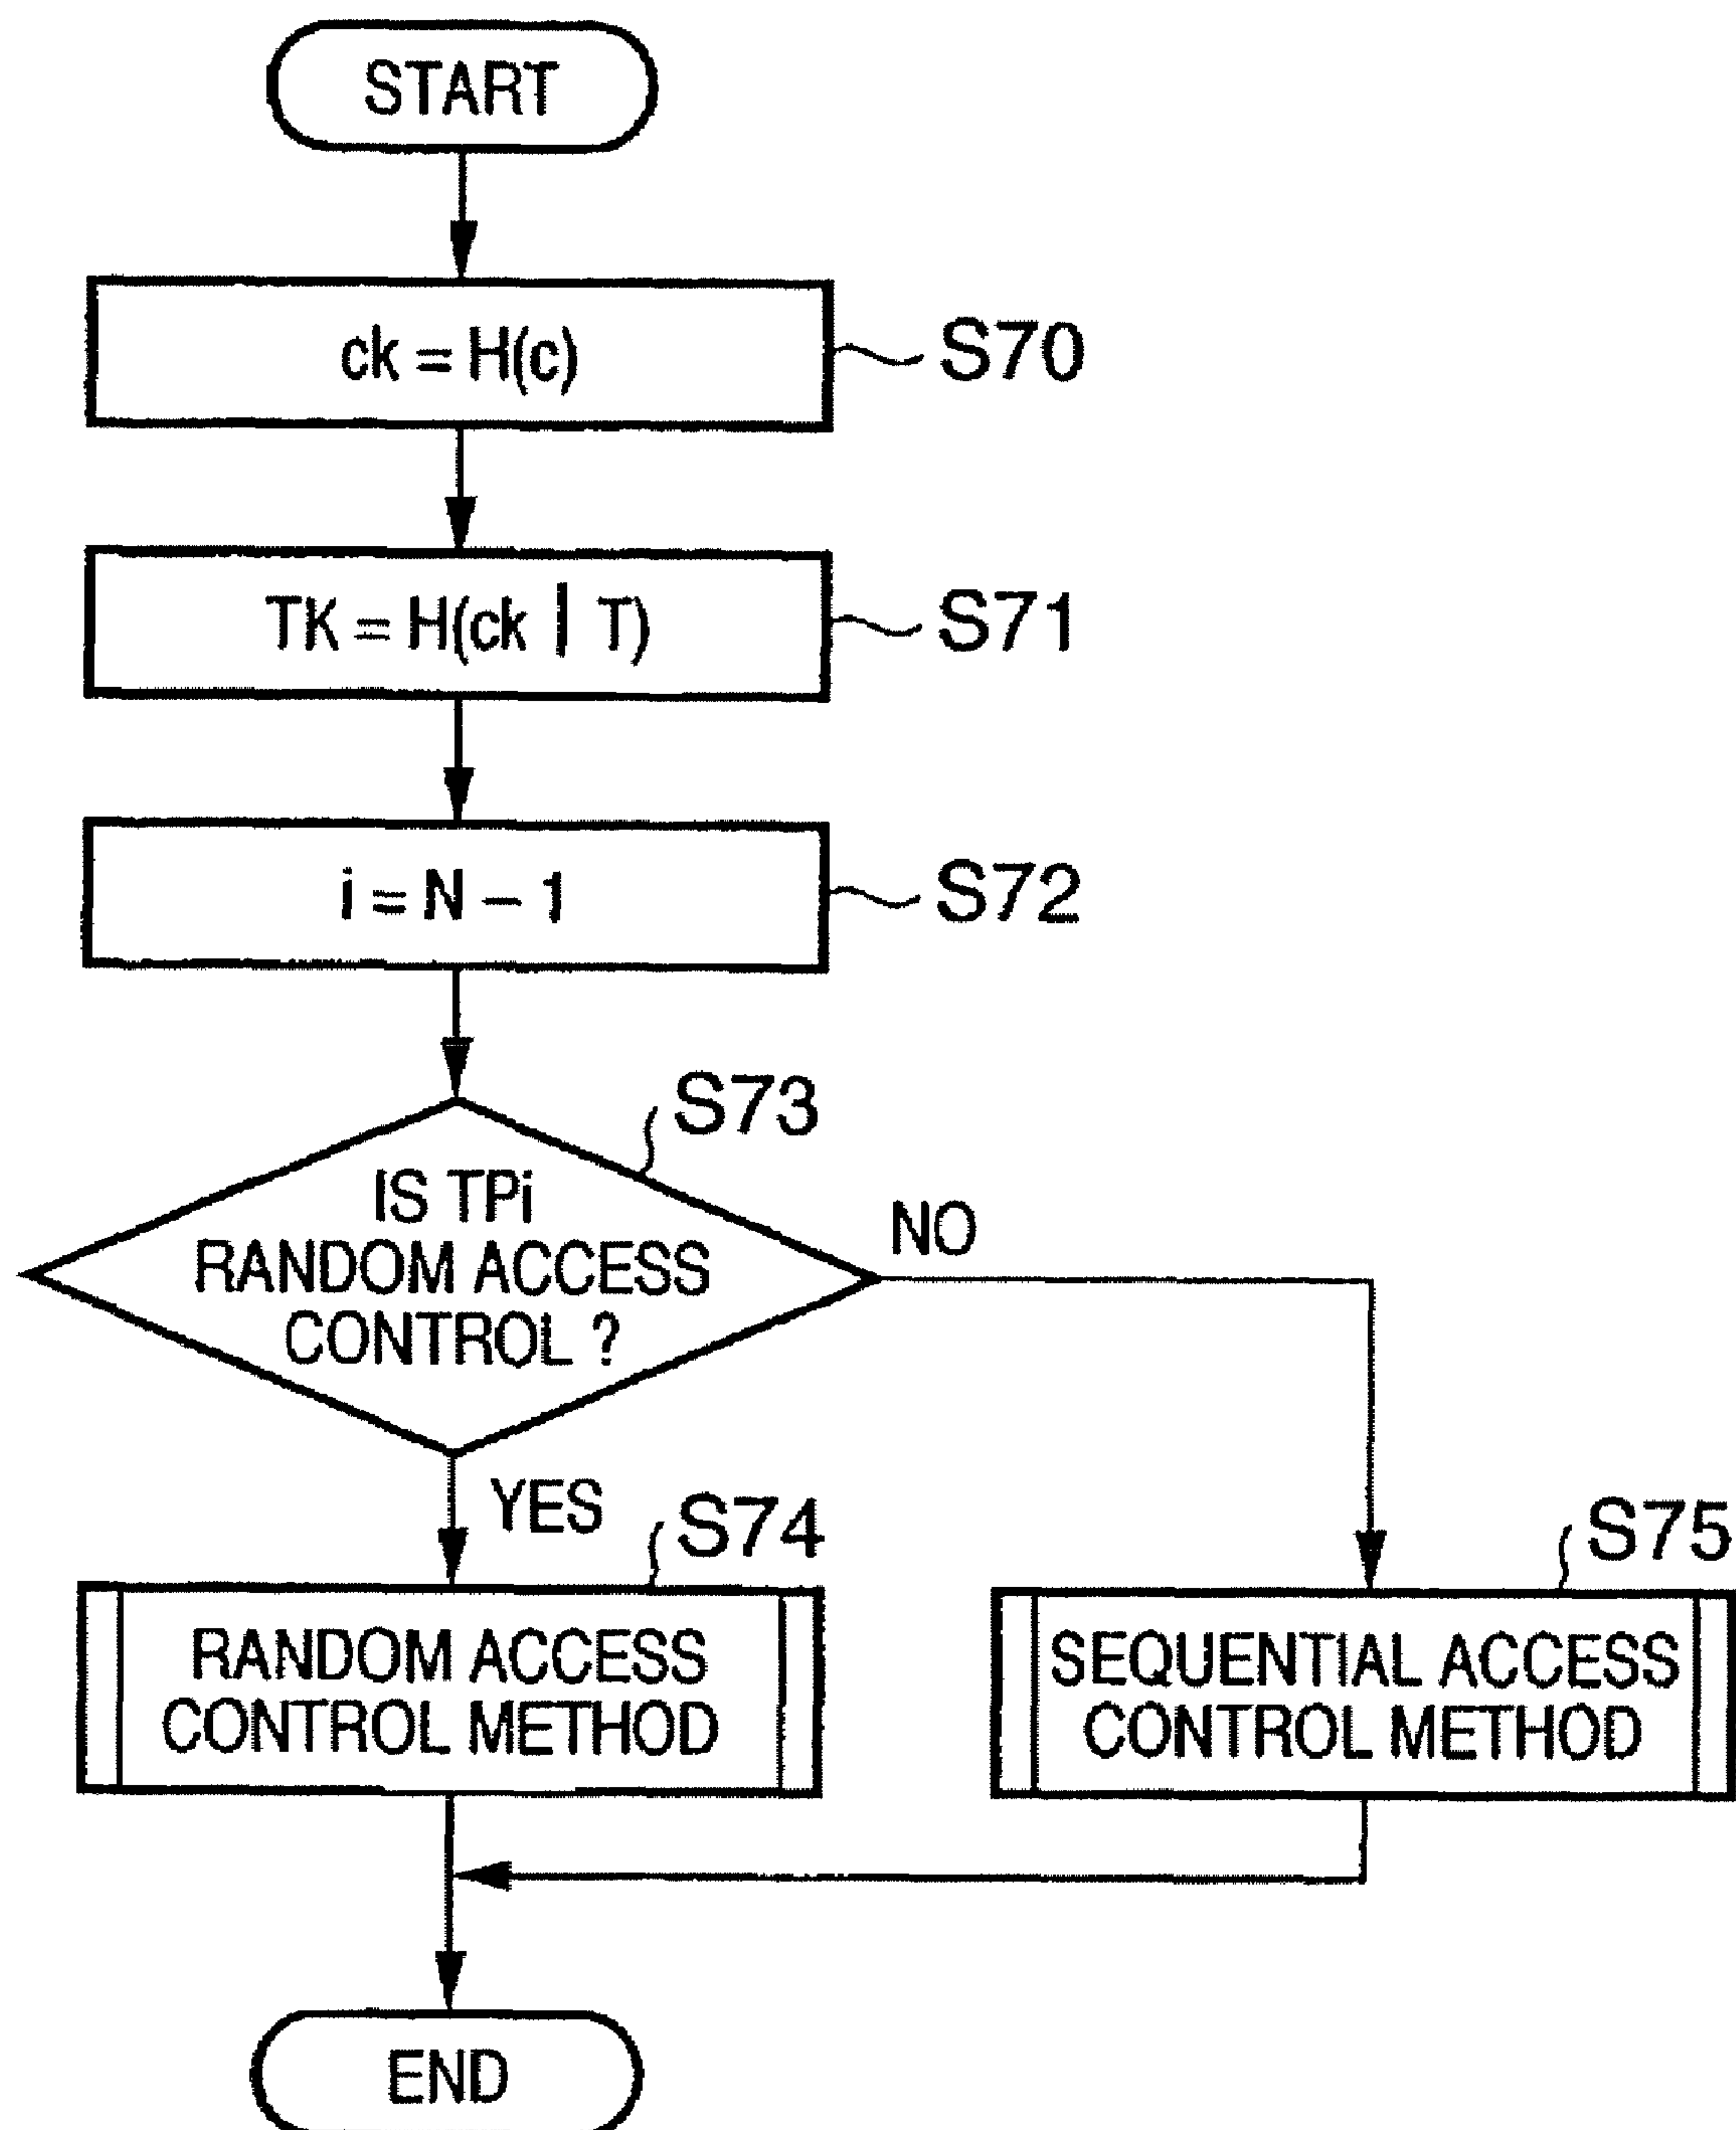 START
ck = H(c)
S70
TK = H(ck | T)
S71
i = N – 1
S72
S73
IS TPi
RANDOM ACCESS
CONTROL ?
NO
YES
S74
RANDOM ACCESS
CONTROL METHOD
S75
SEQUENTIAL ACCESS
CONTROL METHOD
END